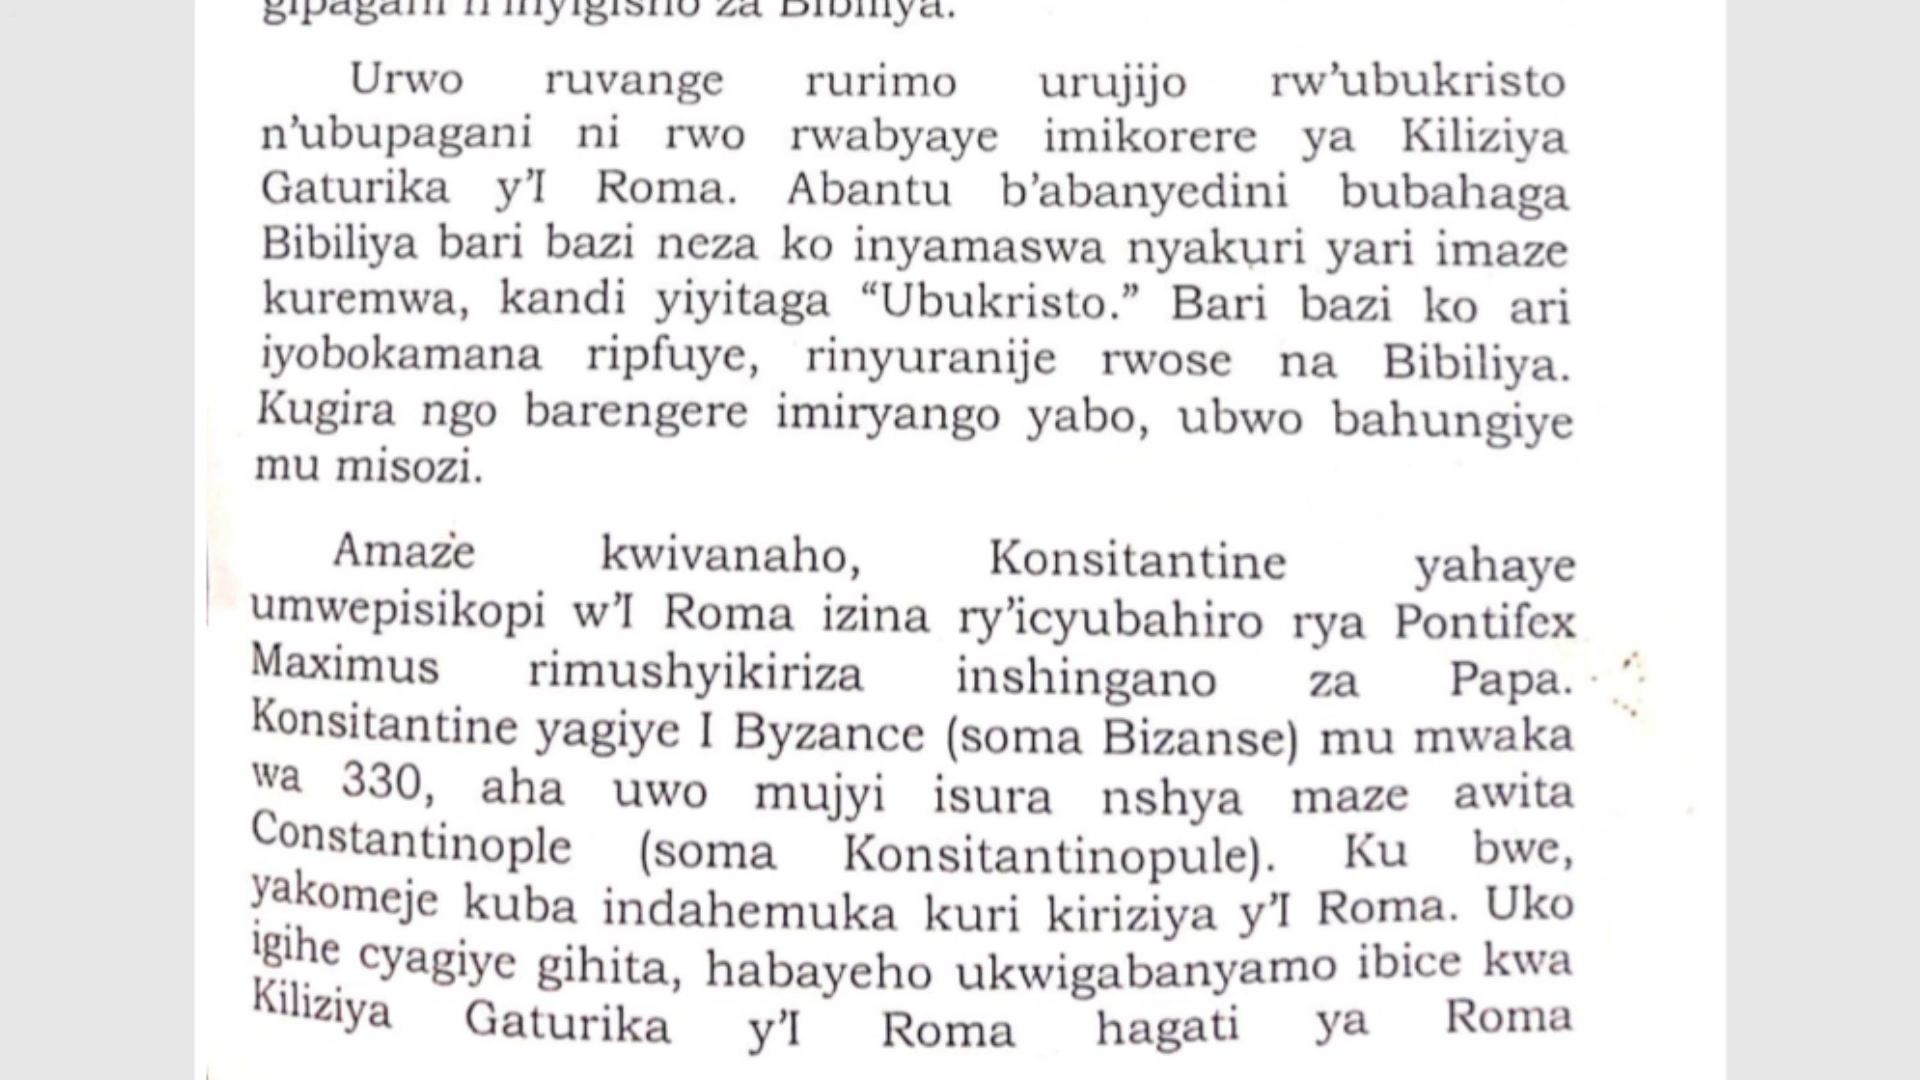 gipagani n'inyigisho za Bibiliya.
Urwo ruvange rurimo urujijo rw’ubukristo
n’ubupagani ni rwo rwabyaye imikorere ya Kiliziya
Gaturika y’I Roma. Abantu b’abanyedini bubahaga
Bibiliya bari bazi neza ko inyamaswa nyakuri yari imaze
kuremwa, kandi yiyitaga “Ubukristo.” Bari bazi ko ari
iyobokamana ripfuye, rinyuranije rwose na Bibiliya.
Kugira ngo barengere imiryango yabo, ubwo bahungiye
mu misozi.
Amaze kwivanaho, Konsitantine yahaye
umwepisikopi w’I Roma izina ry’icyubahiro rya Pontifex
Maximus rimushyikiriza inshingano za Papa.
Konsitantine yagiye I Byzance (soma Bizanse) mu mwaka
wa 330, aha uwo mujyi isura nshya maze awita
Constantinople (soma Konsitantinopule). Ku bwe,
yakomeje kuba indahemuka kuri kiriziya y’I Roma. Uko
igihe cyagiye gihita, habayeho ukwigabanyamo ibice kwa
Kiliziya Gaturika y’I Roma hagati ya Roma